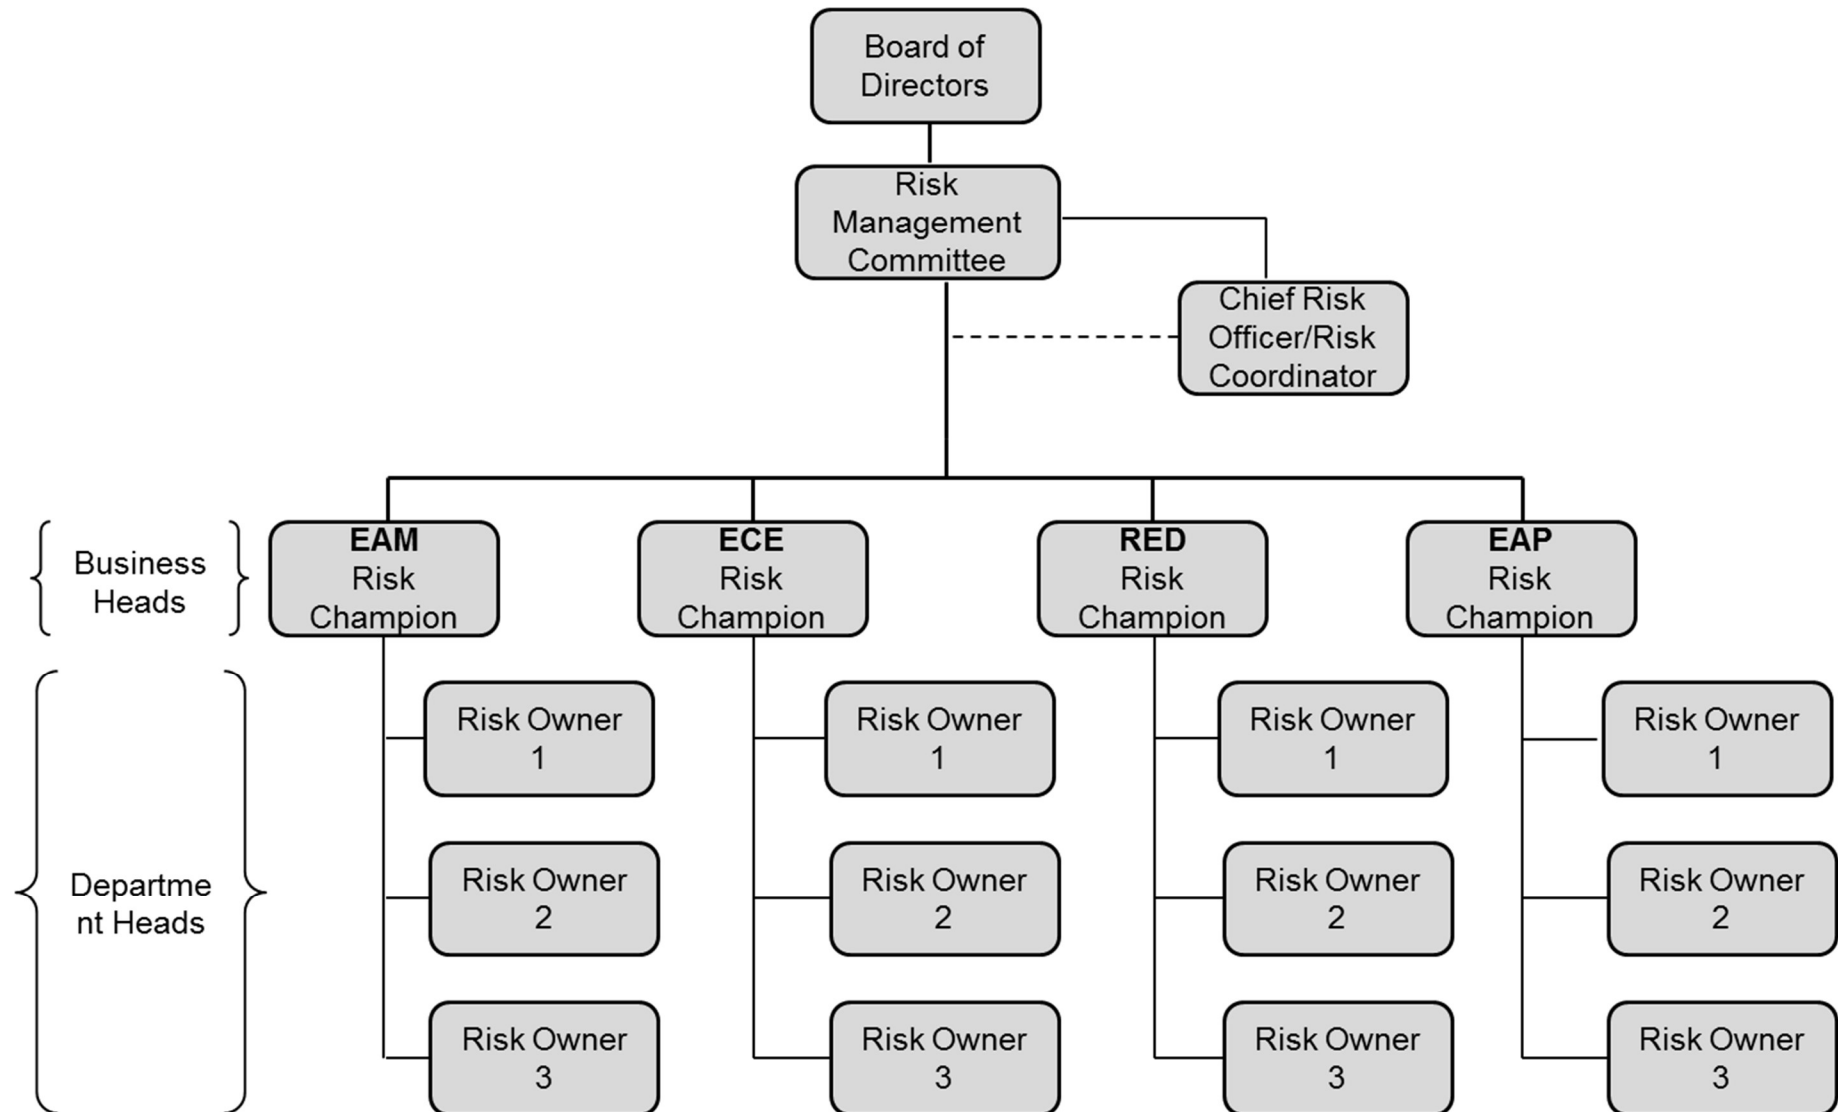 Board of
Directors
Risk
Management
Committee
Chief Risk
Officer/Risk
Coordinator
Business
Heads
EAM
Risk
Champion
ECE
Risk
Champion
RED
Risk
Champion
EAP
Risk
Champion
Departme
nt Heads
Risk Owner
1
Risk Owner
1
Risk Owner
1
Risk Owner
1
Risk Owner
2
Risk Owner
2
Risk Owner
2
Risk Owner
2
Risk Owner
3
Risk Owner
3
Risk Owner
3
Risk Owner
3